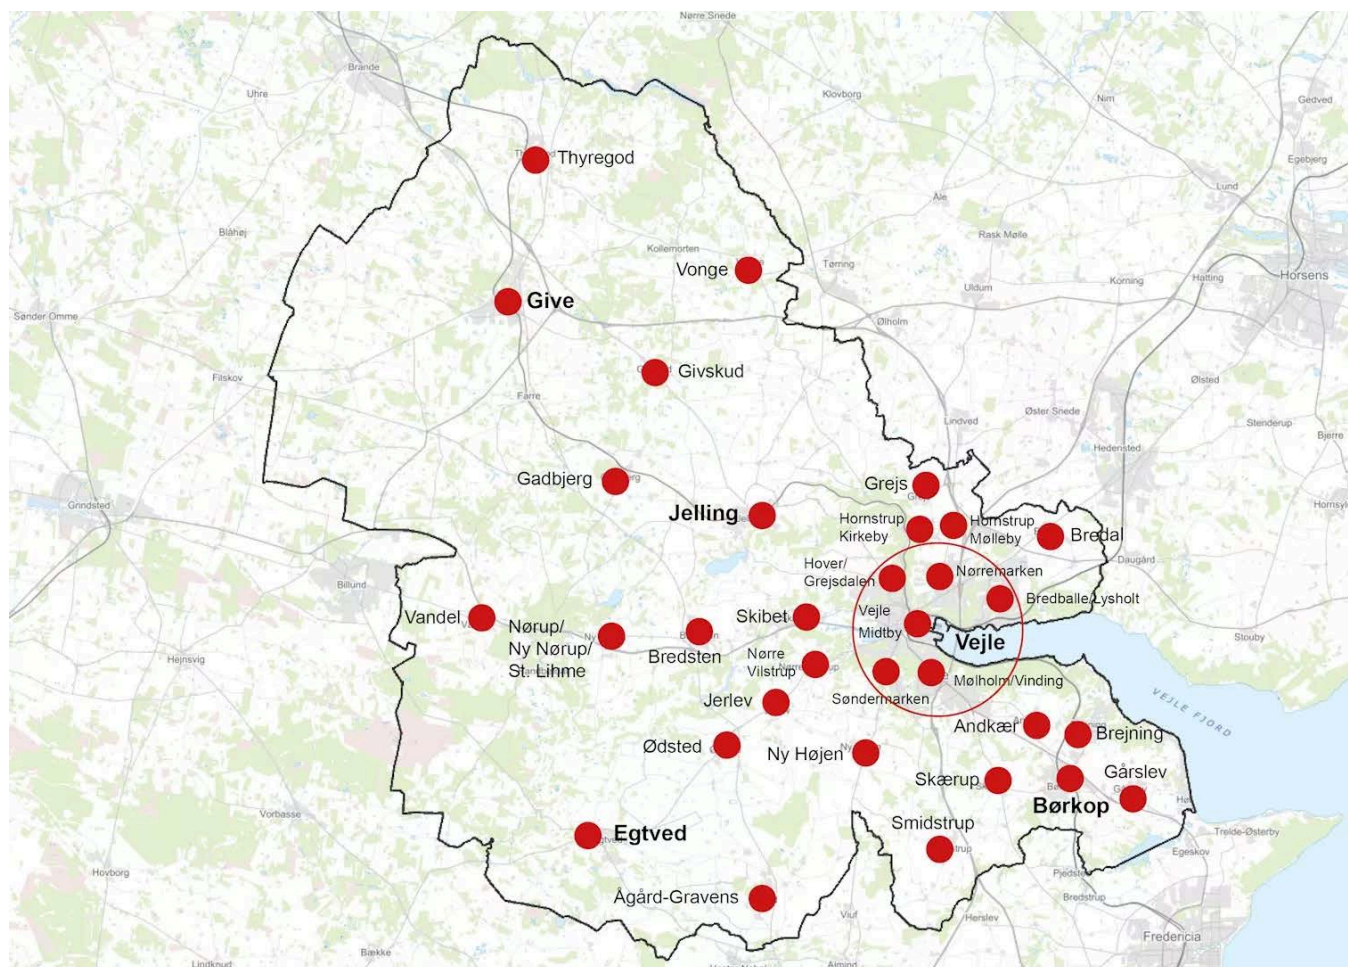 Nørre Snede
Brande
Uhre
Klovborg
Nim
Gedved
Egebjerg
Thyregod
Lund
Åle
Blåhøj
Kollemorten
Rask Mølle
Vonge
Tørring
Hatting
Horsens
Korning
Uldum
Give
Sønder Omme
Ølholm
Givskud
Filskov
Ølsted
Farre
Øster Snede
Stenderup
Lindved
Bjerre
Hedensted
Gadbjerg
Grejs
Grindsted
Jelling
Hornstrup
Kirkeby
Hornstrup
Mølleby
Bredal
Daugård
Hover/
Grejsdalen
Nørremarken
Billund
Bredballe/Lysholt
Vandel
Skibet
Vejle
Midtby
Nørup/
Ny Nørup/
St. Lihme
Bredsten
Vejle
Stouby
Hejnsvig
Nørre
Vilstrup
Mølholm/Vinding
Søndermarken
VEJLE FJORD
Jerlev
Andkær
Brejning
Ødsted
Ny Højen
Skærup
Gårslev
Børkop
Vorbasse
Smidstrup
Trelde-Østerby
Egtved
Egeskov
Hovborg
Pjedsted
Bredstrup
Ågård-Gravens
Viuf
Herslev
Fredericia
Bække
Lindknud
Almind